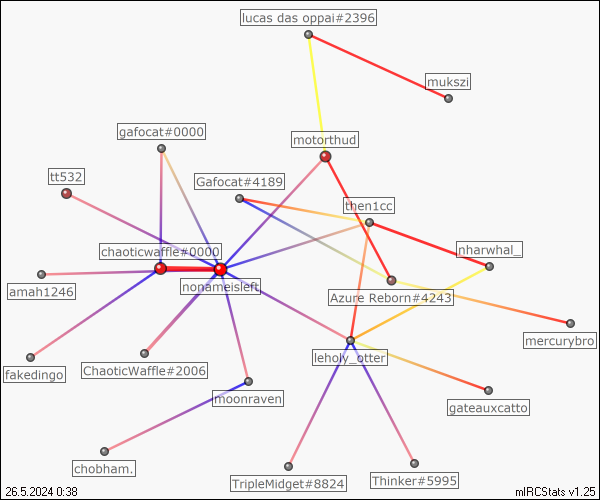 lucas das oppai#2396
mukszi
gafocat#0000
motorthud
tt532
Gafocat#4189
then1cc
chaoticwaffle#0000
nharwhal_
nonameisleft
amah1246
Azure Reborn#4243
mercurybro
leholy_otter
fakedingo
ChaoticWaffle#2006
moonraven
gateauxcatto
chobham.
TripleMidget#8824
Thinker#5995
26.5.2024 0:38
mIRCStats v1.25